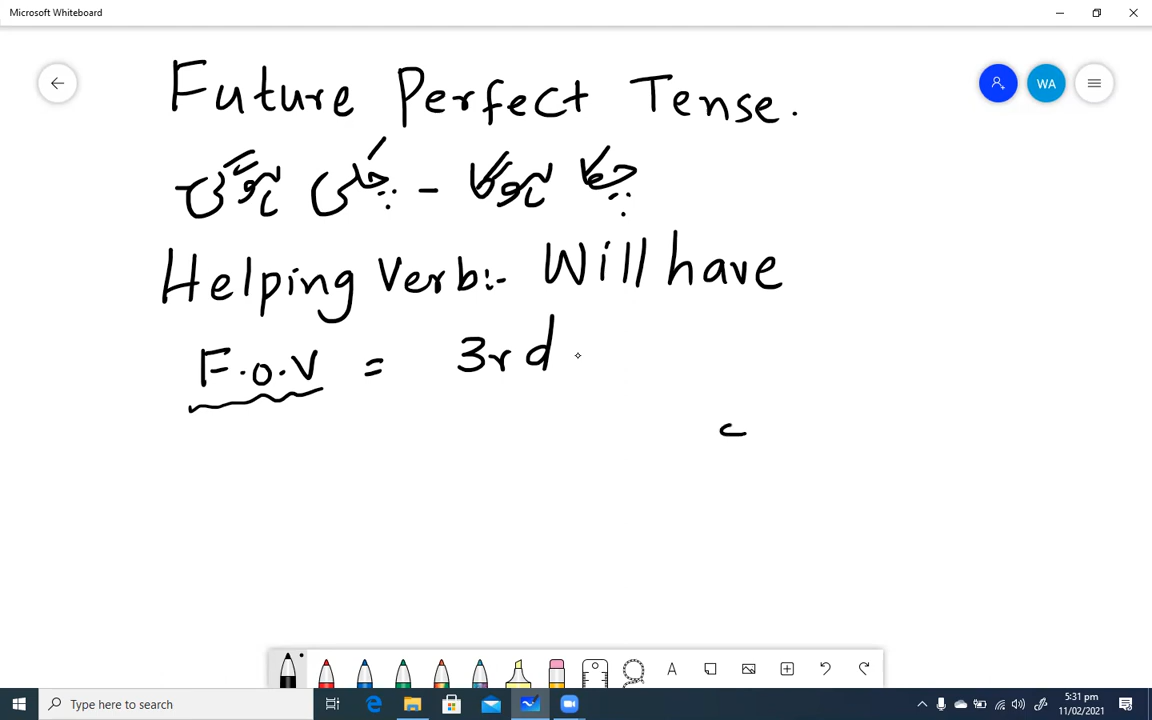 Microsoft Whiteboard
WA
Future Perfect Tense.
چکا ہوگا - چکی ہوگی
Helping Verb:- Will have
F.O.V = 3rd
A
Type here to search
5:31 pm
11/02/2021